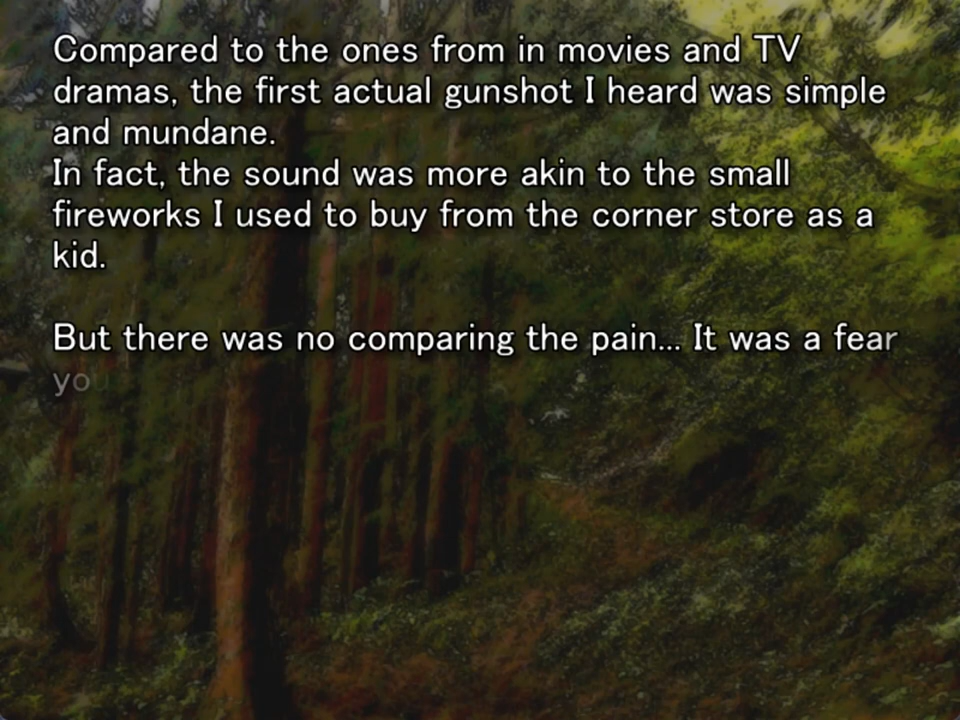 Compared to the ones from in movies and TV
dramas, the first actual gunshot I heard was simple
and mundane.
In fact, the sound was more akin to the small
fireworks I used to buy from the corner store as a
kid.
But there was no comparing the pain... It was a fear
you